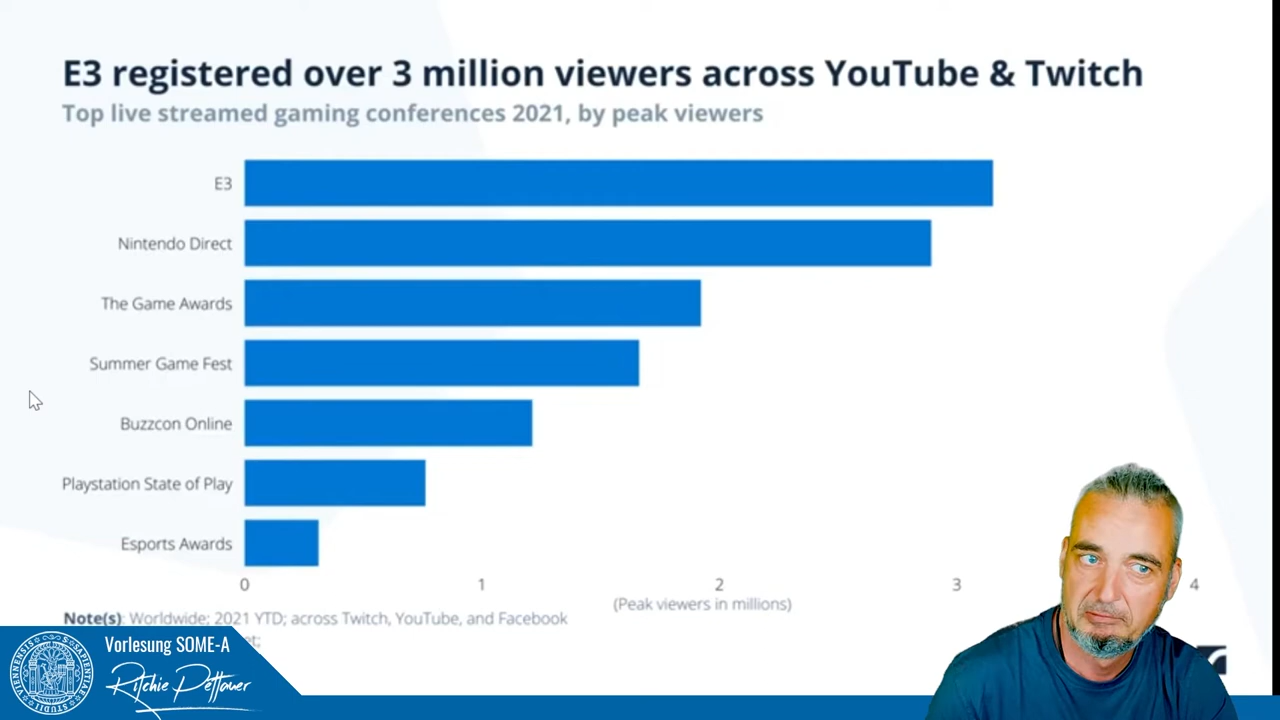 E3 registered over 3 million viewers across YouTube & Twitch
Top live streamed gaming conferences 2021, by peak viewers
E3
Nintendo Direct
The Game Awards
Summer Game Fest
Buzzcon Online
Playstation State of Play
Esports Awards
0 1 2 3 4
(Peak viewers in millions)
Note(s): Worldwide; 2021 YTD; across Twitch, YouTube, and Facebook
Vorlesung SOME-A
Ritchie Pettauer